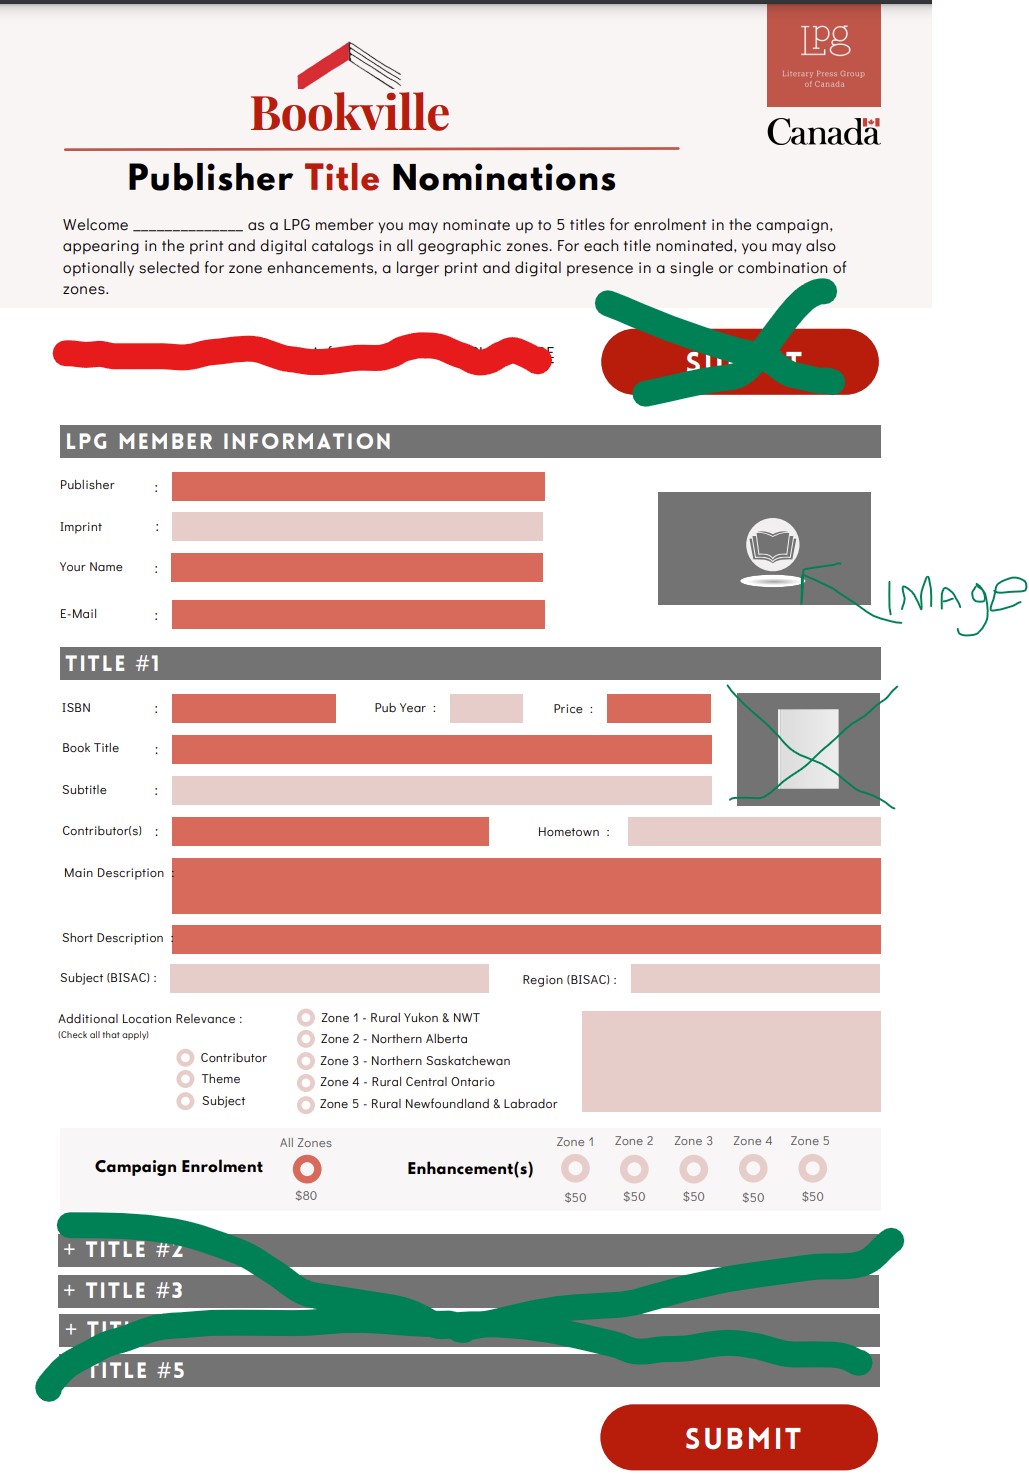 Lpg
Literary Press Group
of Canada
Bookville
Canada
Publisher Title Nominations
Welcome ______________ as a LPG member you may nominate up to 5 titles for enrolment in the campaign,
appearing in the print and digital catalogs in all geographic zones. For each title nominated, you may also
optionally selected for zone enhancements, a larger print and digital presence in a single or combination of
zones.
LPG MEMBER INFORMATION
Publisher :
Imprint :
Your Name :
E-Mail :
IMAGE
TITLE #1
ISBN : Pub Year : Price :
Book Title :
Subtitle :
Contributor(s) : Hometown :
Main Description :
Short Description :
Subject (BISAC) : Region (BISAC) :
Additional Location Relevance :
(Check all that apply)
Contributor
Theme
Subject
Zone 1 - Rural Yukon & NWT
Zone 2 - Northern Alberta
Zone 3 - Northern Saskatchewan
Zone 4 - Rural Central Ontario
Zone 5 - Rural Newfoundland & Labrador
All Zones Zone 1 Zone 2 Zone 3 Zone 4 Zone 5
Campaign Enrolment Enhancement(s)
$80 $50 $50 $50 $50 $50
+ TITLE #2
+ TITLE #3
+
TITLE #5
SUBMIT